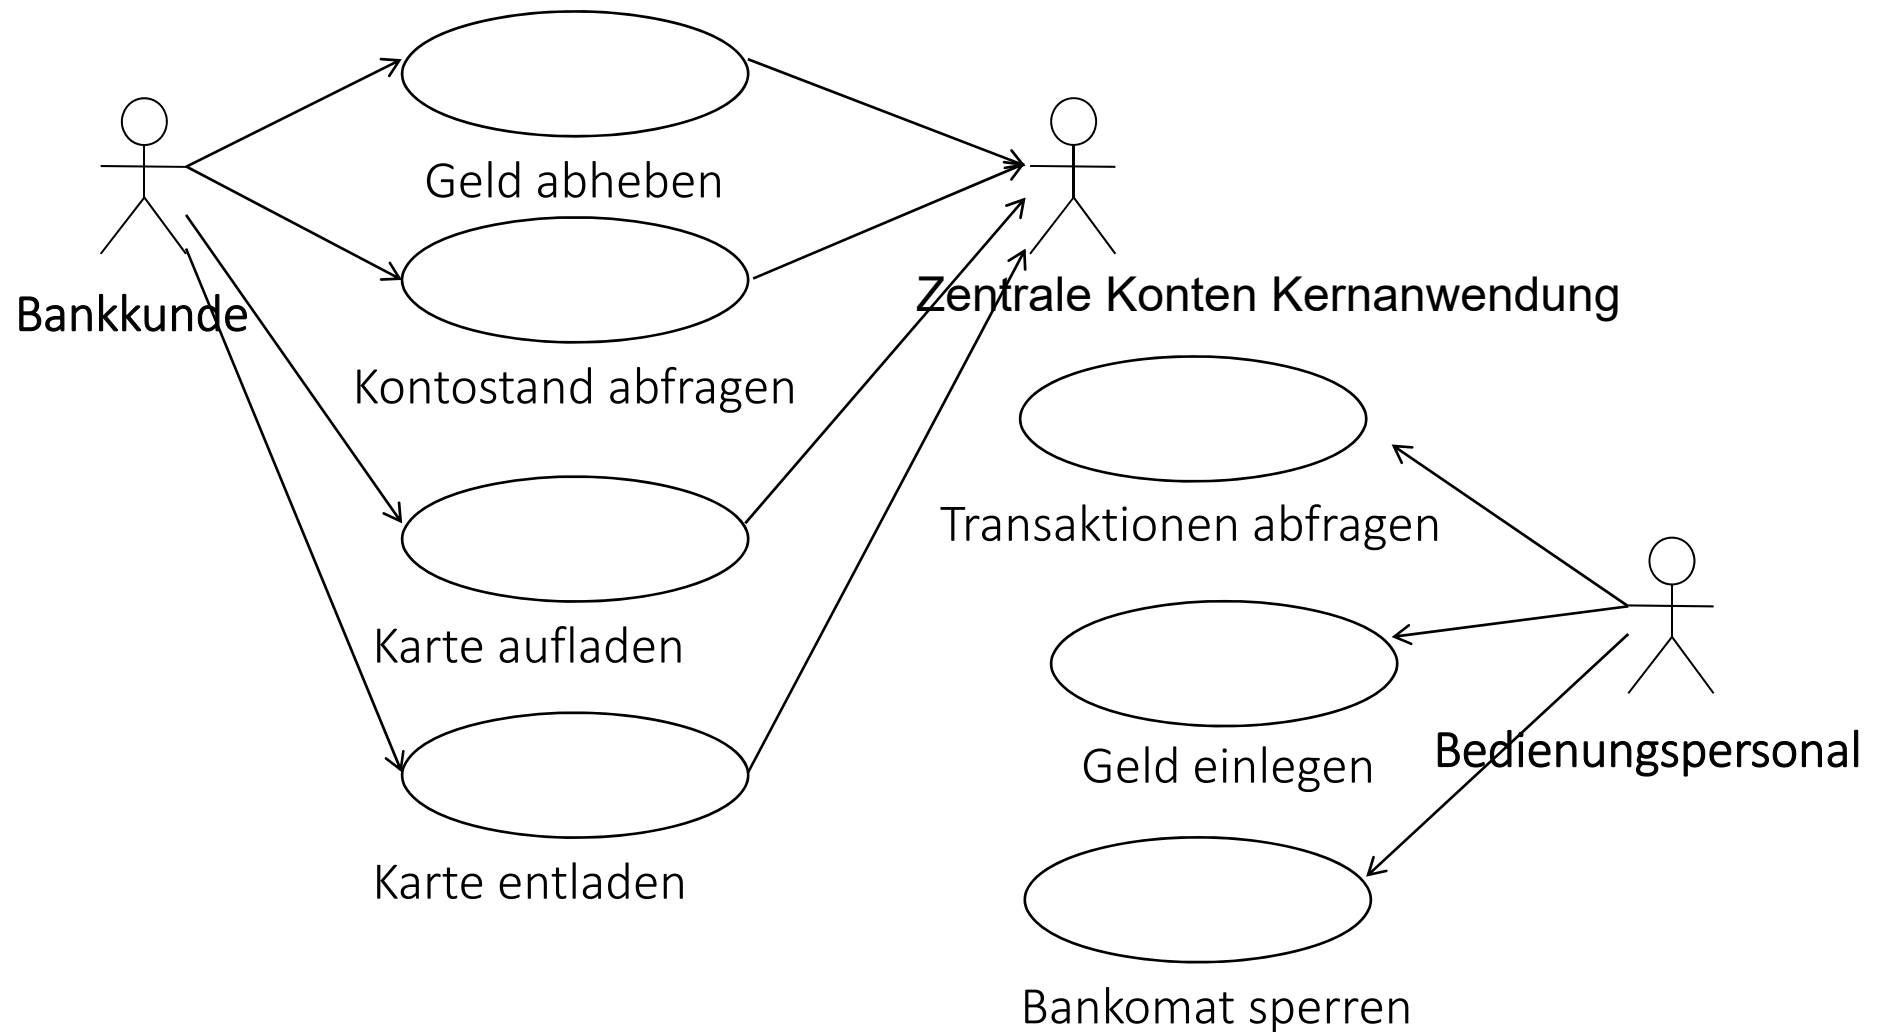 Geld abheben
Bankkunde
Zentrale Konten Kernanwendung
Kontostand abfragen
Transaktionen abfragen
Karte aufladen
Geld einlegen
Bedienungspersonal
Karte entladen
Bankomat sperren